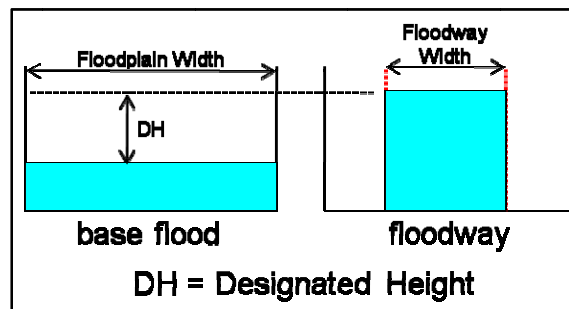 Floodplain Width
Floodway
Width
DH
base flood
floodway
DH = Designated Height